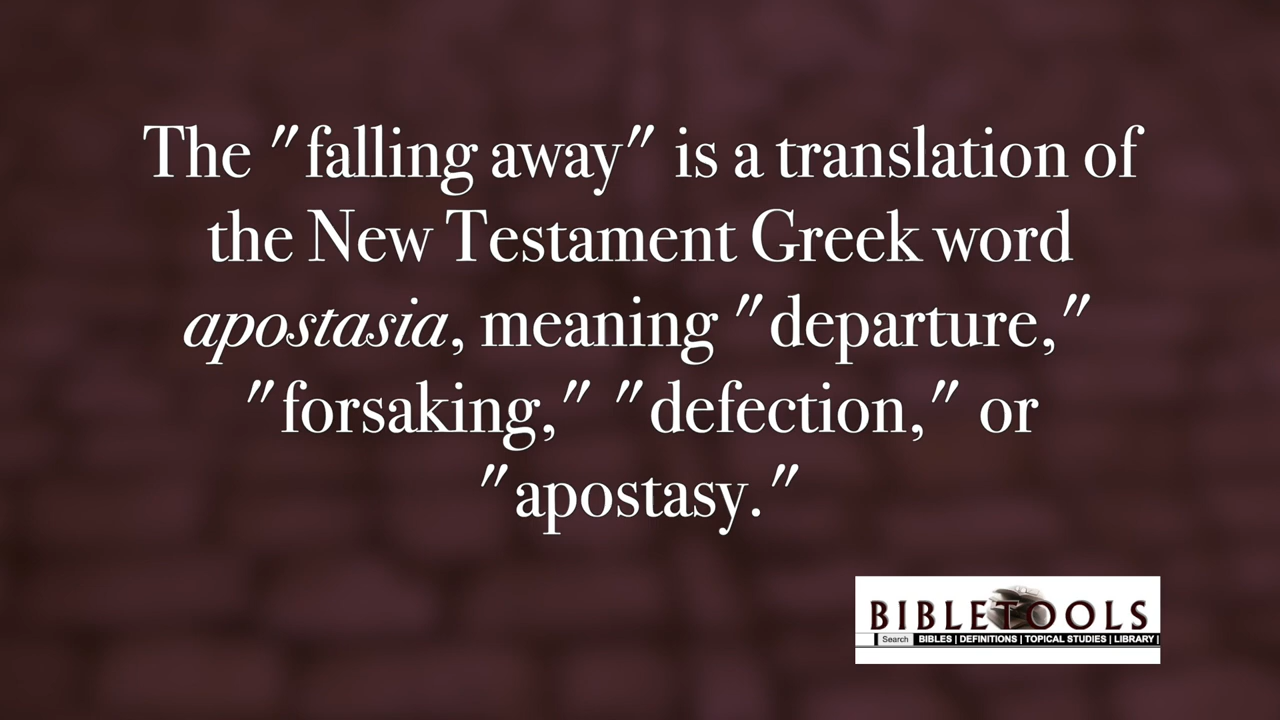 The "falling away" is a translation of
the New Testament Greek word
apostasia, meaning "departure,"
"forsaking," "defection," or
"apostasy."
BIBLETOOLS
Search BIBLES | DEFINITIONS | TOPICAL STUDIES | LIBRARY |